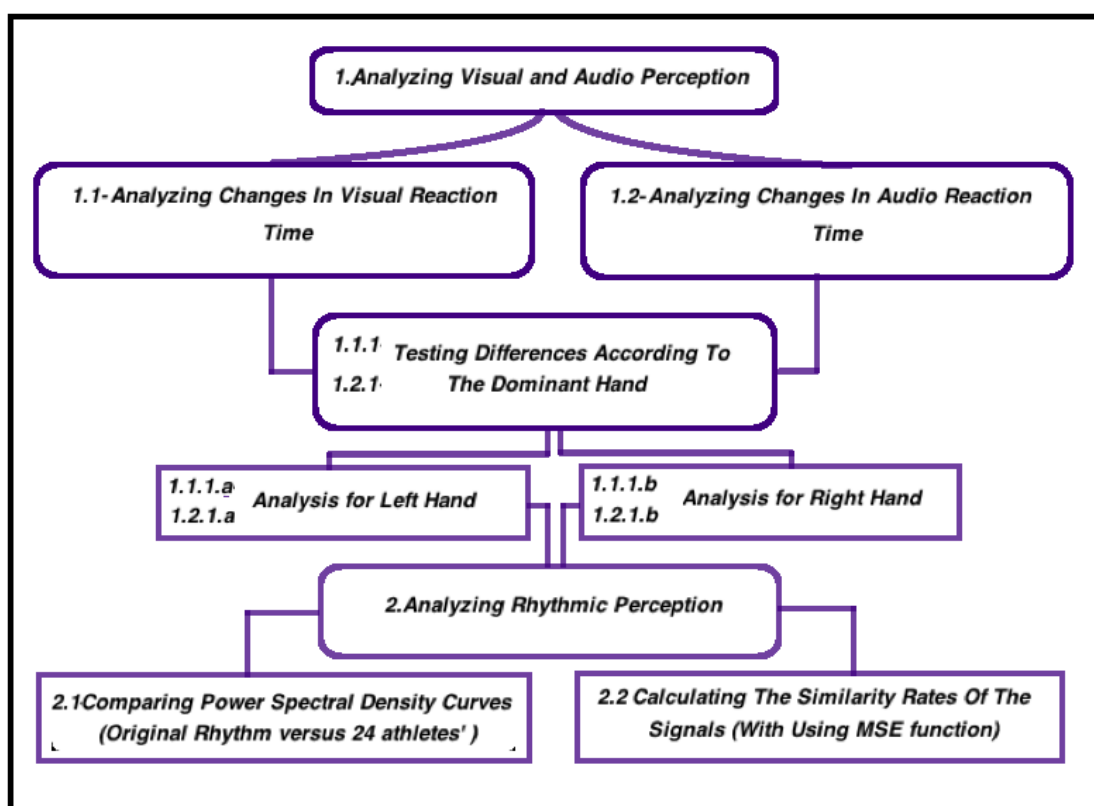 1.Analyzing Visual and Audio Perception
1.1-Analyzing Changes In Visual Reaction
Time
1.2-Analyzing Changes In Audio Reaction
Time
1.1.1-
1.2.1-
Testing Differences According To
The Dominant Hand
1.1.1.a-
1.2.1.a
Analysis for Left Hand
1.1.1.b
1.2.1.b
Analysis for Right Hand
2.Analyzing Rhythmic Perception
2.1-Comparing Power Spectral Density Curves
(Original Rhythm versus 24 athletes' )
2.2 Calculating The Similarity Rates Of The
Signals (With Using MSE function)